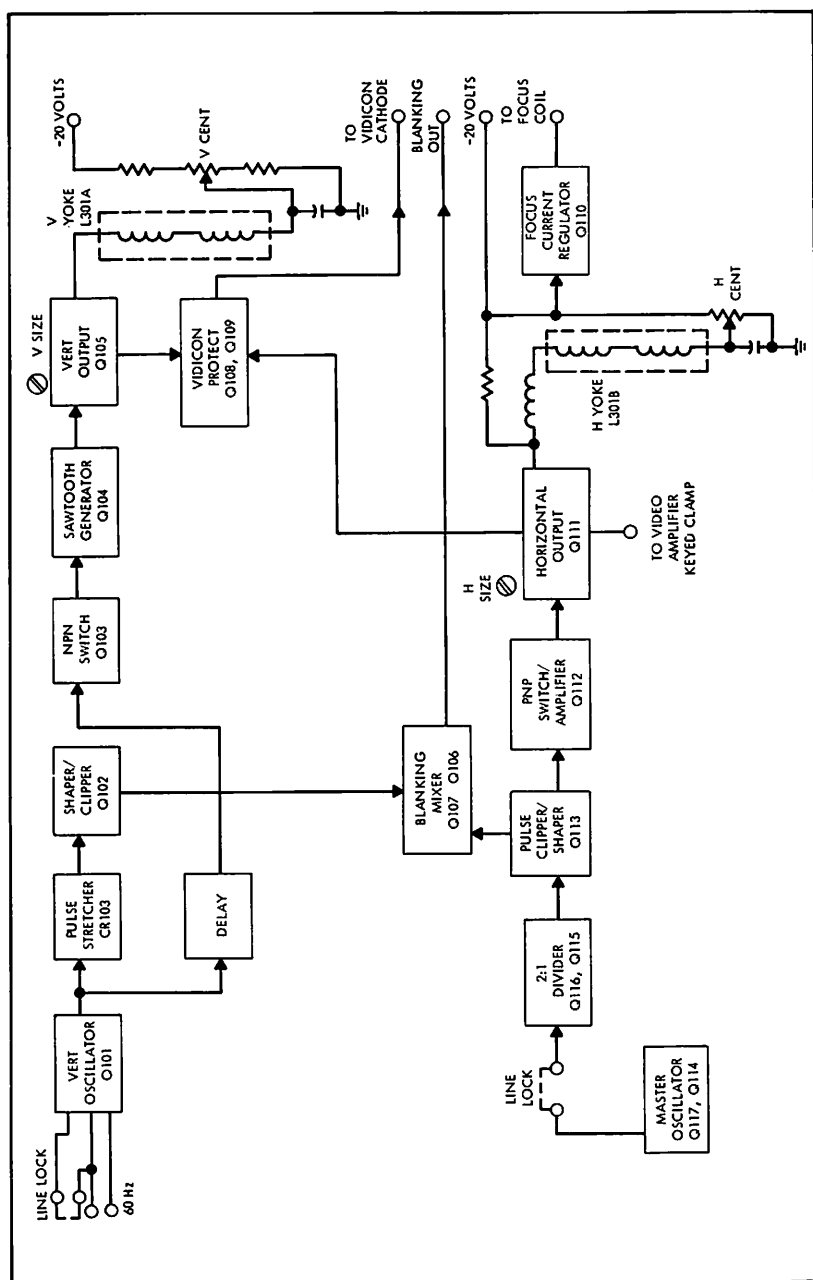 LINE LOCK
60 Hz
VERT
OSCILLATOR
Q101
PULSE
STRETCHER
CR103
SHAPER/
CLIPPER
Q102
DELAY
NPN
SWITCH
Q103
SAWTOOTH
GENERATOR
Q104
V SIZE
VERT
OUTPUT
Q105
V
YOKE
L301A
-20 VOLTS
V CENT
VIDICON
PROTECT
Q108, Q109
TO
VIDICON
CATHODE
BLANKING
OUT
BLANKING
MIXER
Q107 Q106
MASTER
OSCILLATOR
Q117, Q114
LINE
LOCK
2:1
DIVIDER
Q116, Q115
PULSE
CLIPPER/
SHAPER
Q113
PNP
SWITCH/
AMPLIFIER
Q112
H
SIZE
HORIZONTAL
OUTPUT
Q111
TO VIDEO
AMPLIFIER
KEYED CLAMP
H YOKE
L301B
H
CENT
FOCUS
CURRENT
REGULATOR
Q110
-20 VOLTS
TO
FOCUS
COIL